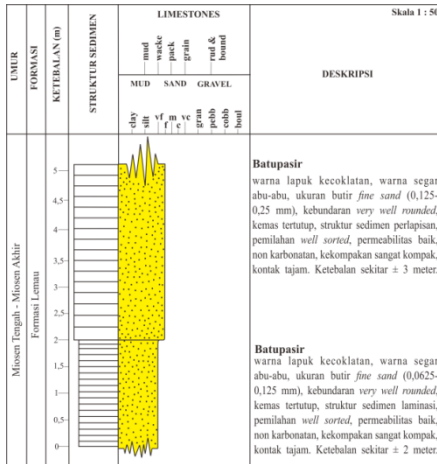 LIMESTONES
Skala 1 : 50
UMUR
FORMASI
KETEBALAN (m)
STRUKTUR SEDIMEN
mud
wacke
pack
grain
rud &
bound
MUD SAND GRAVEL
clay
silt
vf
f
m
c
vc
gran
pebb
cobb
boul
DESKRIPSI
Miosen Tengah - Miosen Akhir
Formasi Lemau
5
4,5
4
3,5
3
2,5
2
1,5
1
0,5
0
Batupasir
warna lapuk kecoklatan, warna segar
abu-abu, ukuran butir fine sand (0,125-
0,25 mm), kebundaran very well rounded,
kemas tertutup, struktur sedimen perlapisan,
pemilahan well sorted, permeabilitas baik,
non karbonatan, kekompakan sangat kompak,
kontak tajam. Ketebalan sekitar ± 3 meter.
Batupasir
warna lapuk kecoklatan, warna segar
abu-abu, ukuran butir fine sand (0,0625-
0,125 mm), kebundaran very well rounded,
kemas tertutup, struktur sedimen laminasi,
pemilahan well sorted, permeabilitas baik,
non karbonatan, kekompakan sangat kompak,
kontak tajam. Ketebalan sekitar ± 2 meter.